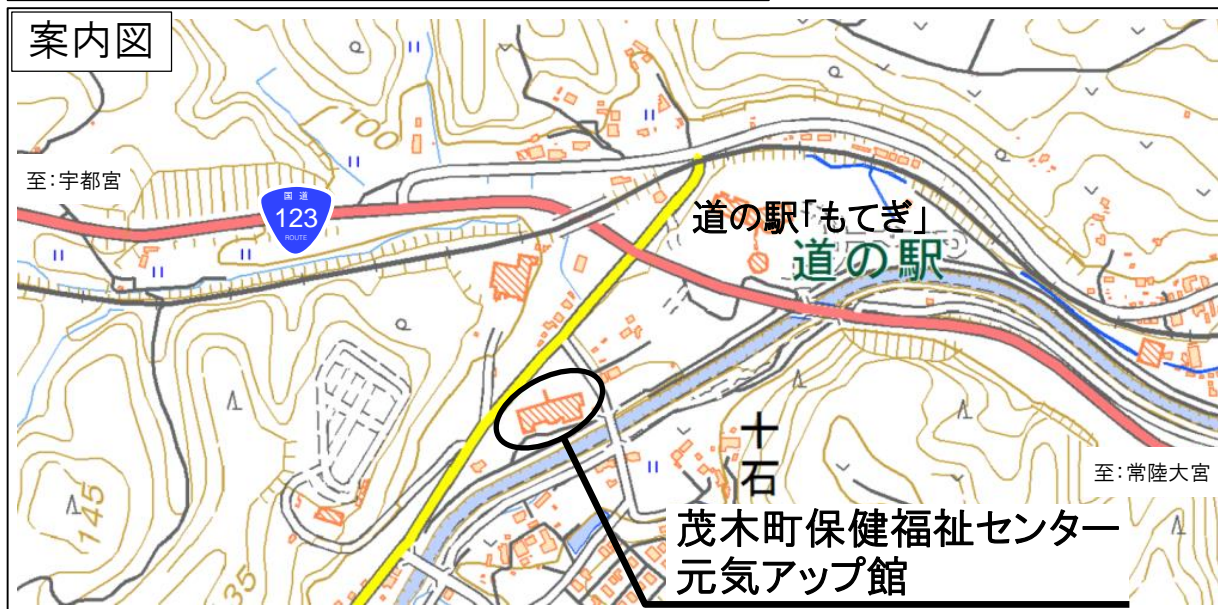 案内図
100
至:宇都宮
国道
123
ROUTE
道の駅「もてぎ」
道の駅
十石
至:常陸大宮
145
135
茂木町保健福祉センター
元気アップ館